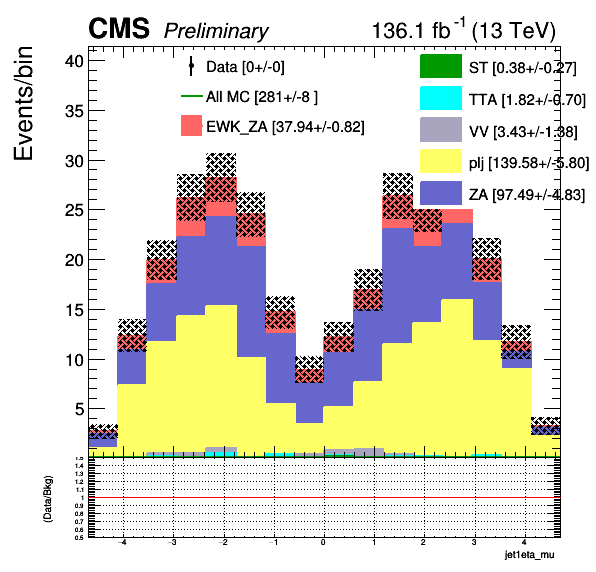 CMS Preliminary 136.1 fb⁻¹ (13 TeV)
Events/bin
40
35
30
25
20
15
10
5
Data [0+/-0]
All MC [281+/-8 ]
EWK_ZA [37.94+/-0.82]
ST [0.38+/-0.27]
TTA [1.82+/-0.70]
VV [3.43+/-1.38]
plj [139.58+/-5.80]
ZA [97.49+/-4.83]
(Data/Bkg)
1.5
1.4
1.3
1.2
1.1
1
0.9
0.8
0.7
0.6
0.5
−4 −3 −2 −1 0 1 2 3 4
jet1eta_mu